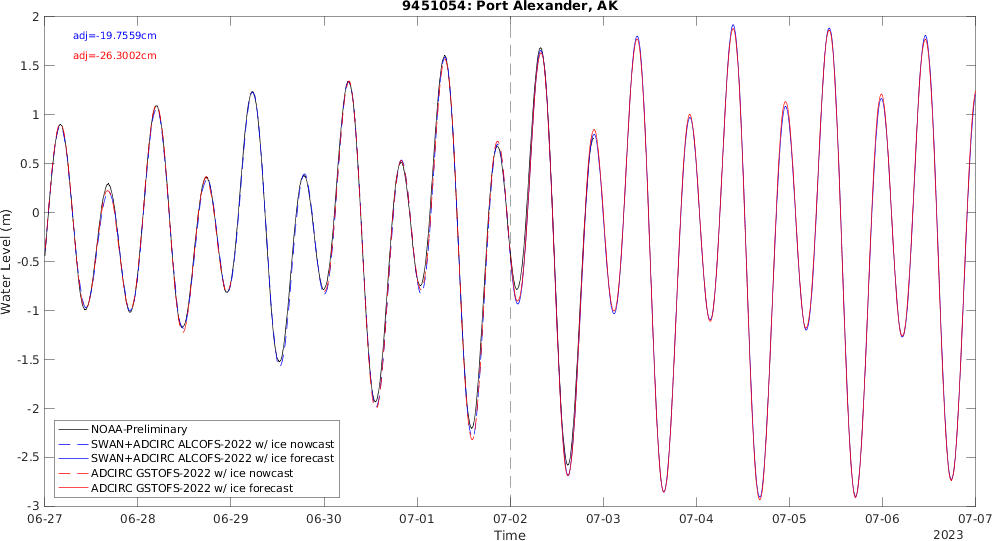 9451054: Port Alexander, AK
adj=-19.7559cm
adj=-26.3002cm
Water Level (m)
2
1.5
1
0.5
0
-0.5
-1
-1.5
-2
-2.5
-3
NOAA-Preliminary
SWAN+ADCIRC ALCOFS-2022 w/ ice nowcast
SWAN+ADCIRC ALCOFS-2022 w/ ice forecast
ADCIRC GSTOFS-2022 w/ ice nowcast
ADCIRC GSTOFS-2022 w/ ice forecast
06-27 06-28 06-29 06-30 07-01 07-02 07-03 07-04 07-05 07-06 07-07
Time
2023